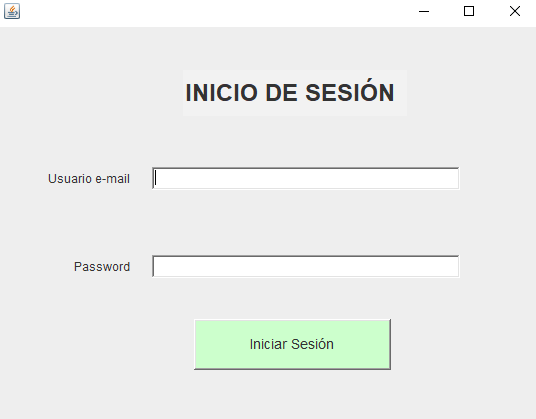 INICIO DE SESIÓN
Usuario e-mail
Password
Iniciar Sesión